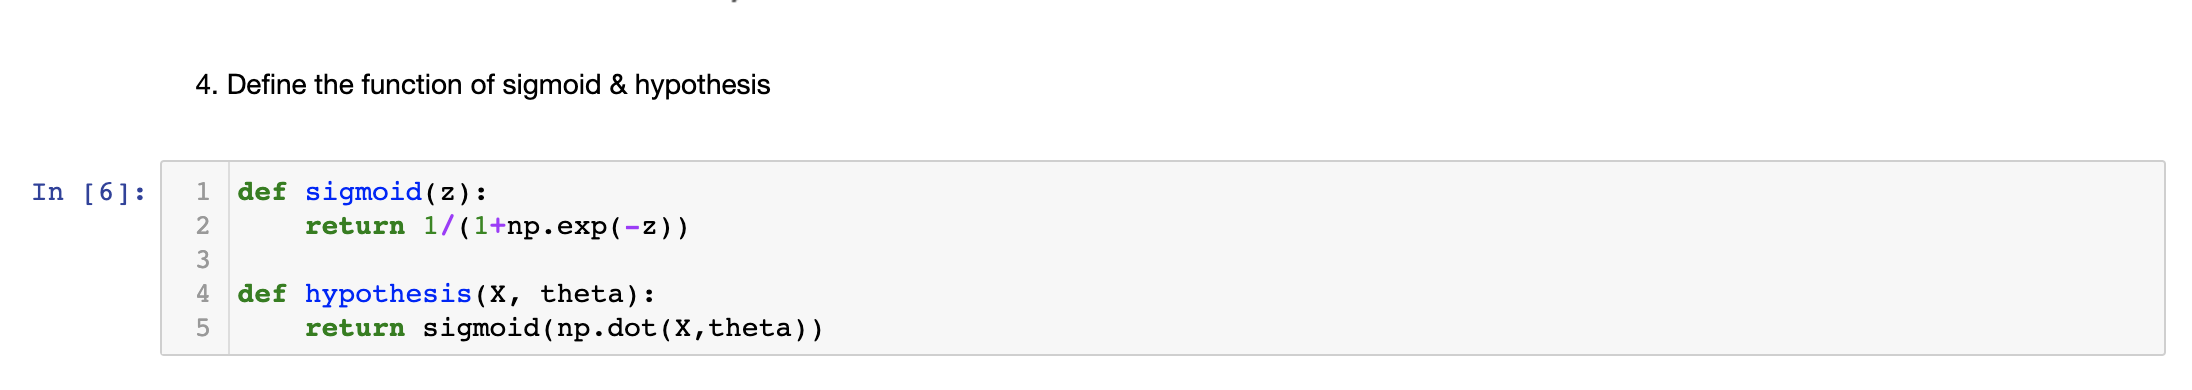 4. Define the function of sigmoid & hypothesis
In [6]:
1 def sigmoid(z):
2     return 1/(1+np.exp(-z))
3
4 def hypothesis(X, theta):
5     return sigmoid(np.dot(X,theta))